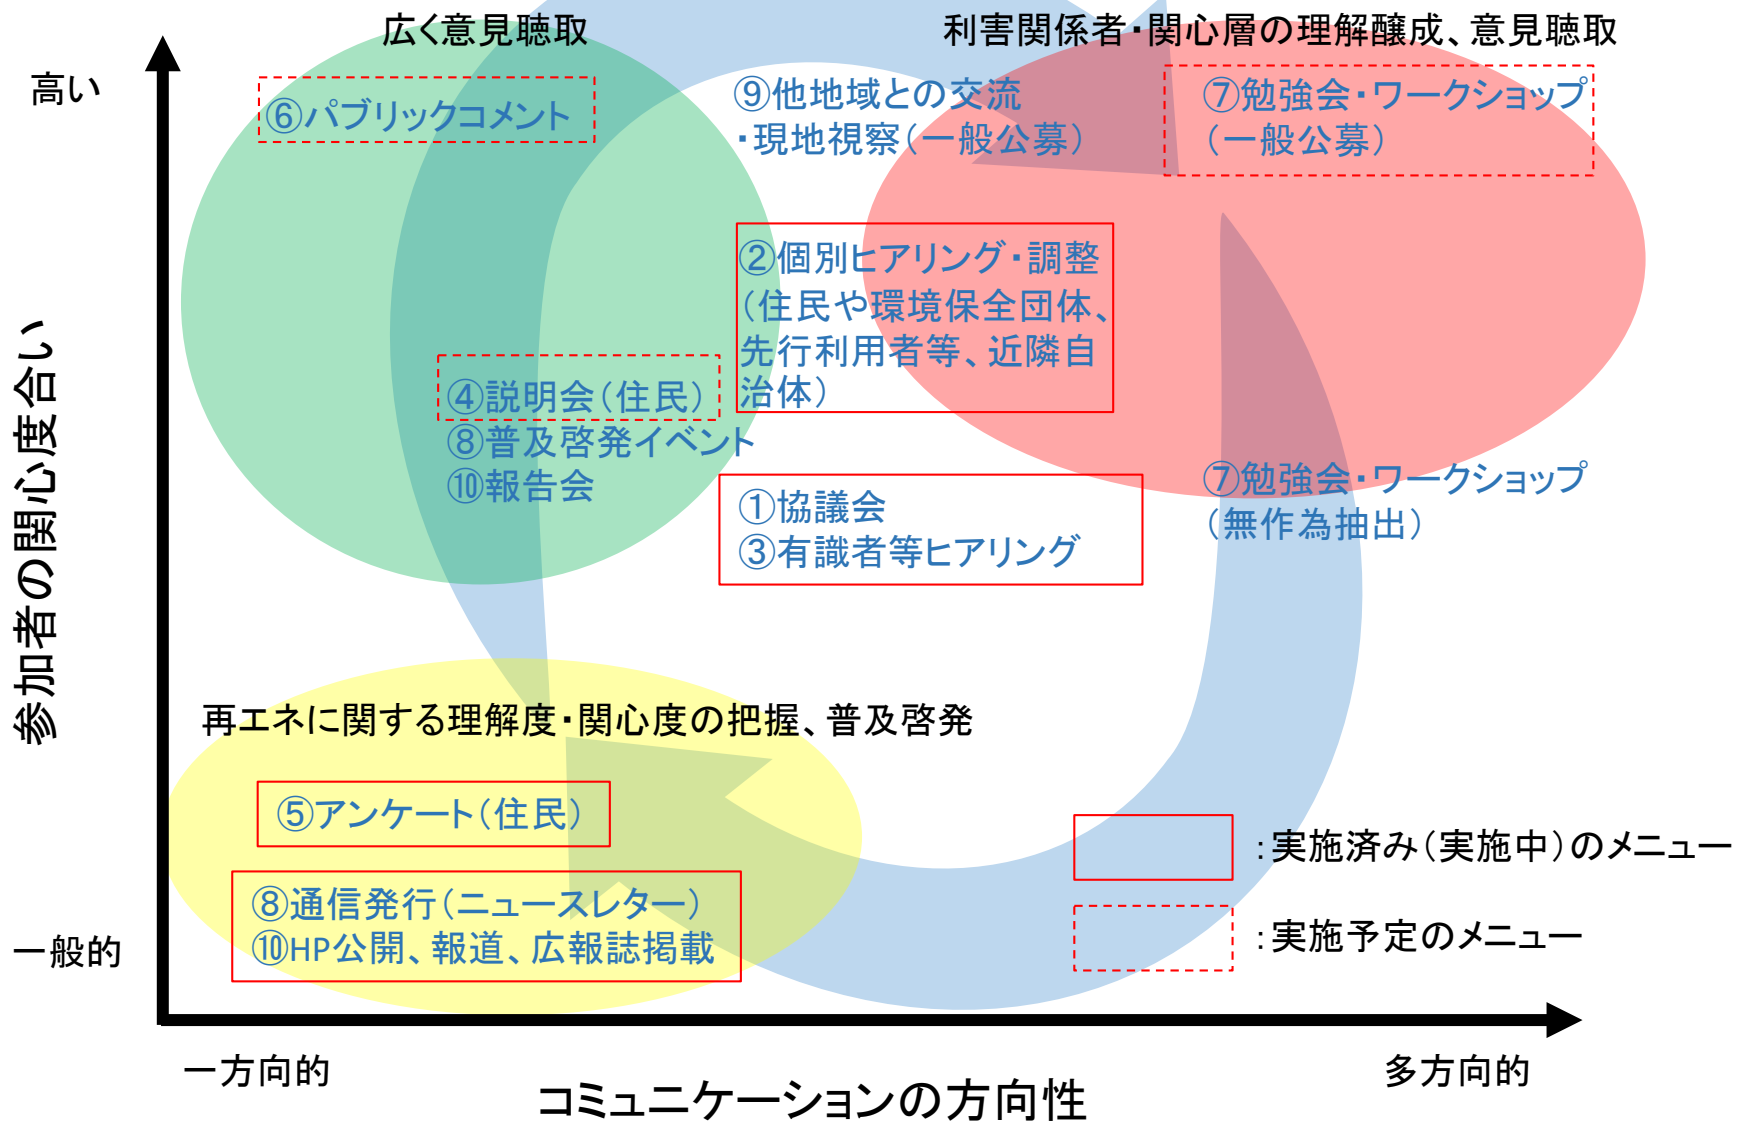 広く意見聴取
利害関係者・関心層の理解醸成、意見聴取
高い
⑥パブリックコメント
⑨他地域との交流
・現地視察(一般公募)
⑦勉強会・ワークショップ
(一般公募)
②個別ヒアリング・調整
(住民や環境保全団体、
先行利用者等、近隣自
治体)
④説明会(住民)
⑧普及啓発イベント
⑩報告会
①協議会
③有識者等ヒアリング
⑦勉強会・ワークショップ
(無作為抽出)
参加者の関心度合い
再エネに関する理解度・関心度の把握、普及啓発
⑤アンケート(住民)
⑧通信発行(ニュースレター)
⑩HP公開、報道、広報誌掲載
:実施済み(実施中)のメニュー
:実施予定のメニュー
一般的
一方向的
多方向的
コミュニケーションの方向性